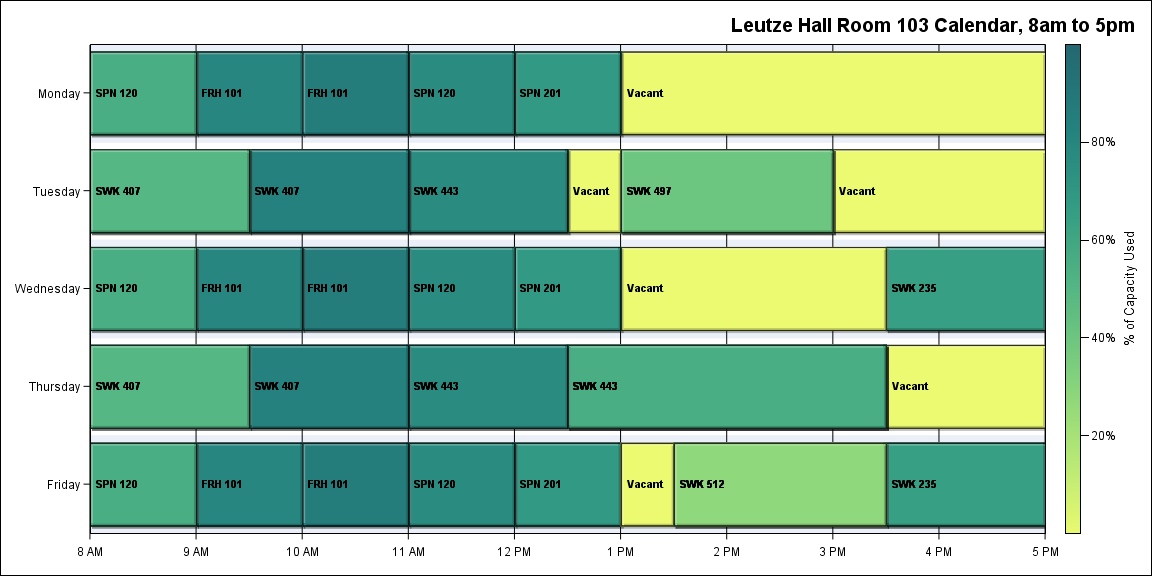 Leutze Hall Room 103 Calendar, 8am to 5pm
Monday
SPN 120
FRH 101
FRH 101
SPN 120
SPN 201
Vacant
Tuesday
SWK 407
SWK 407
SWK 443
Vacant
SWK 497
Vacant
Wednesday
SPN 120
FRH 101
FRH 101
SPN 120
SPN 201
Vacant
SWK 235
Thursday
SWK 407
SWK 407
SWK 443
SWK 443
Vacant
Friday
SPN 120
FRH 101
FRH 101
SPN 120
SPN 201
Vacant
SWK 512
SWK 235
8 AM
9 AM
10 AM
11 AM
12 PM
1 PM
2 PM
3 PM
4 PM
5 PM
80%
60%
40%
20%
% of Capacity Used